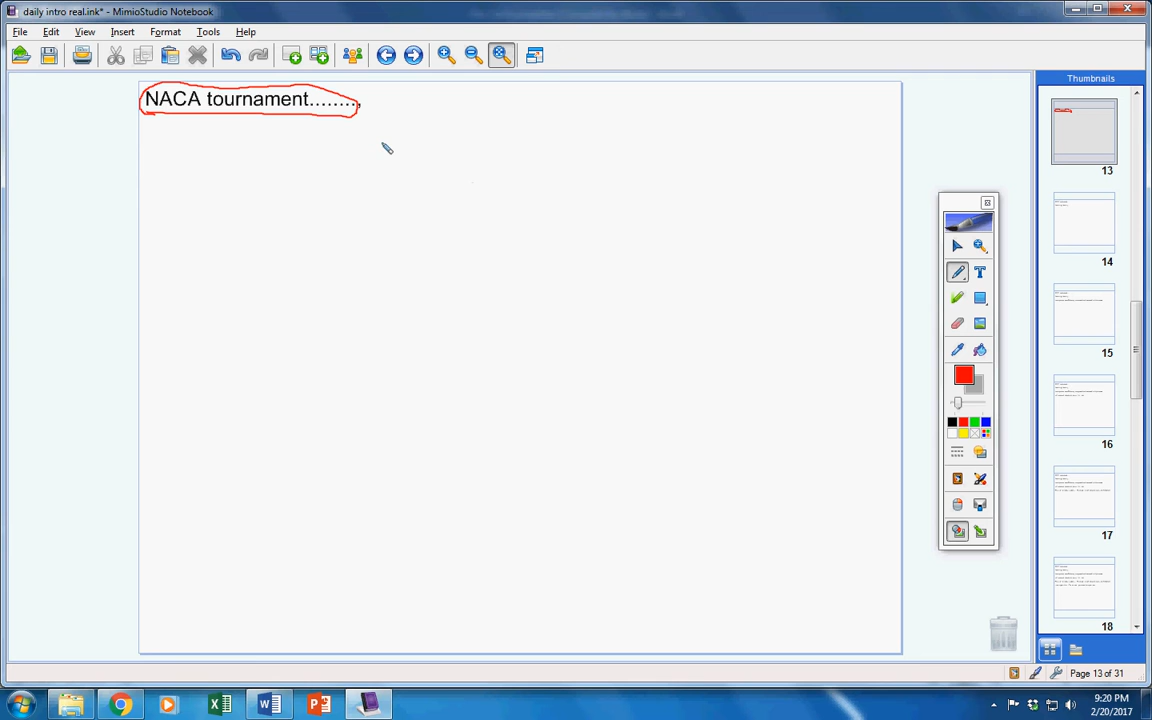 daily intro real.ink* - MimioStudio Notebook
File Edit View Insert Format Tools Help
Thumbnails
NACA tournament.........
13
14
15
16
17
18
Page 13 of 31
9:20 PM
2/20/2017